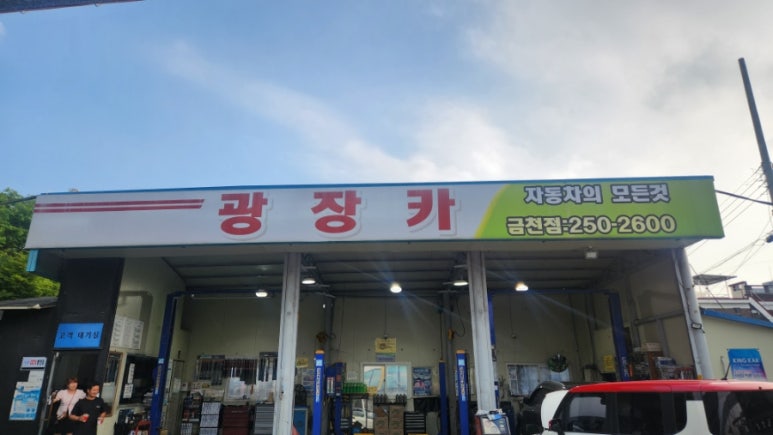 광장카
자동차의 모든것
금천점:250-2600
고객 대기실